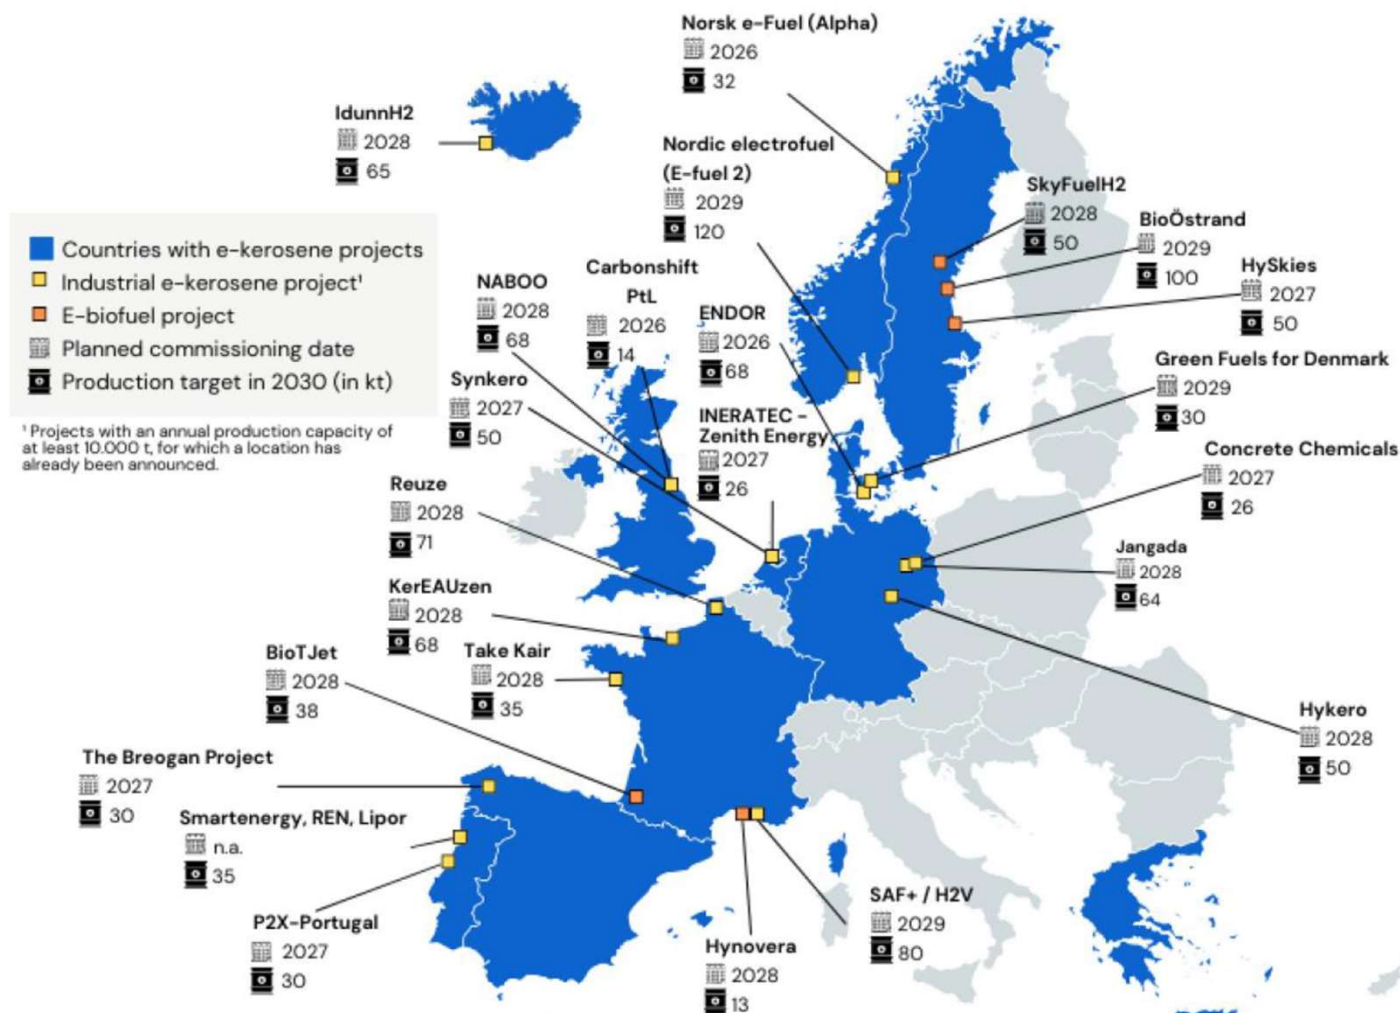 Norsk e-Fuel (Alpha)
2026
32
IdunnH2
2028
65
Nordic electrofuel
(E-fuel 2)
2029
120
SkyFuelH2
2028
50
BioÖstrand
2029
100
HySkies
2027
50
Countries with e-kerosene projects
Industrial e-kerosene project¹
E-biofuel project
Planned commissioning date
Production target in 2030 (in kt)
¹ Projects with an annual production capacity of
at least 10.000 t, for which a location has
already been announced.
NABOO
2028
68
Carbonshift
PtL
2026
14
ENDOR
2026
68
Synkero
2027
50
INERATEC -
Zenith Energy
2027
26
Green Fuels for Denmark
2029
30
Concrete Chemicals
2027
26
Reuze
2028
71
Jangada
2028
64
KerEAUzen
2028
68
BioTJet
2028
38
Take Kair
2028
35
Hykero
2028
50
The Breogan Project
2027
30
Smartenergy, REN, Lipor
n.a.
35
P2X-Portugal
2027
30
Hynovera
2028
13
SAF+ / H2V
2029
80